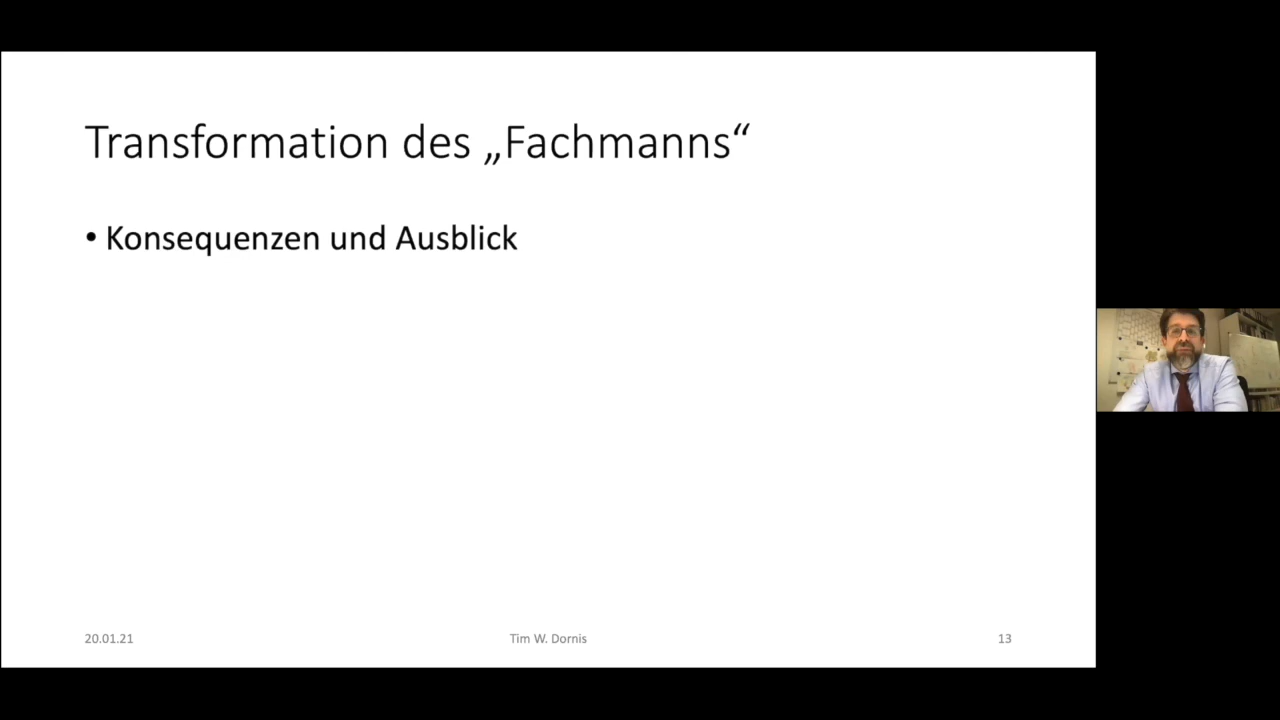 Transformation des „Fachmanns“
• Konsequenzen und Ausblick
20.01.21
Tim W. Dornis
13